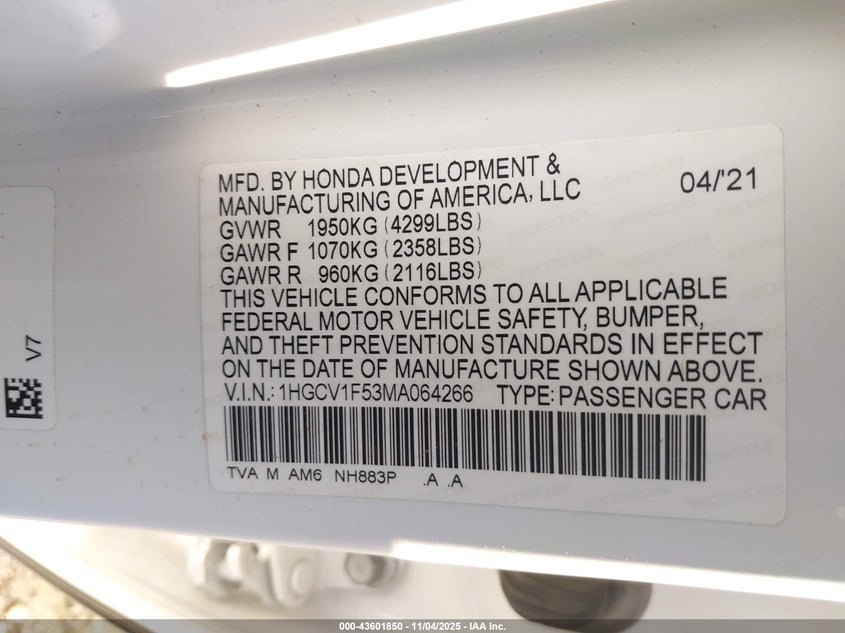 MFD. BY HONDA DEVELOPMENT &
MANUFACTURING OF AMERICA, LLC
04/'21
GVWR 1950KG (4299LBS)
GAWR F 1070KG (2358LBS)
GAWR R 960KG (2116LBS)
THIS VEHICLE CONFORMS TO ALL APPLICABLE
FEDERAL MOTOR VEHICLE SAFETY, BUMPER,
AND THEFT PREVENTION STANDARDS IN EFFECT
ON THE DATE OF MANUFACTURE SHOWN ABOVE.
V.I.N.: 1HGCV1F53MA064266 TYPE: PASSENGER CAR
TVA M AM6 NH883P .A .A
V7
000-43601850 - 11/04/2025 - IAA Inc.